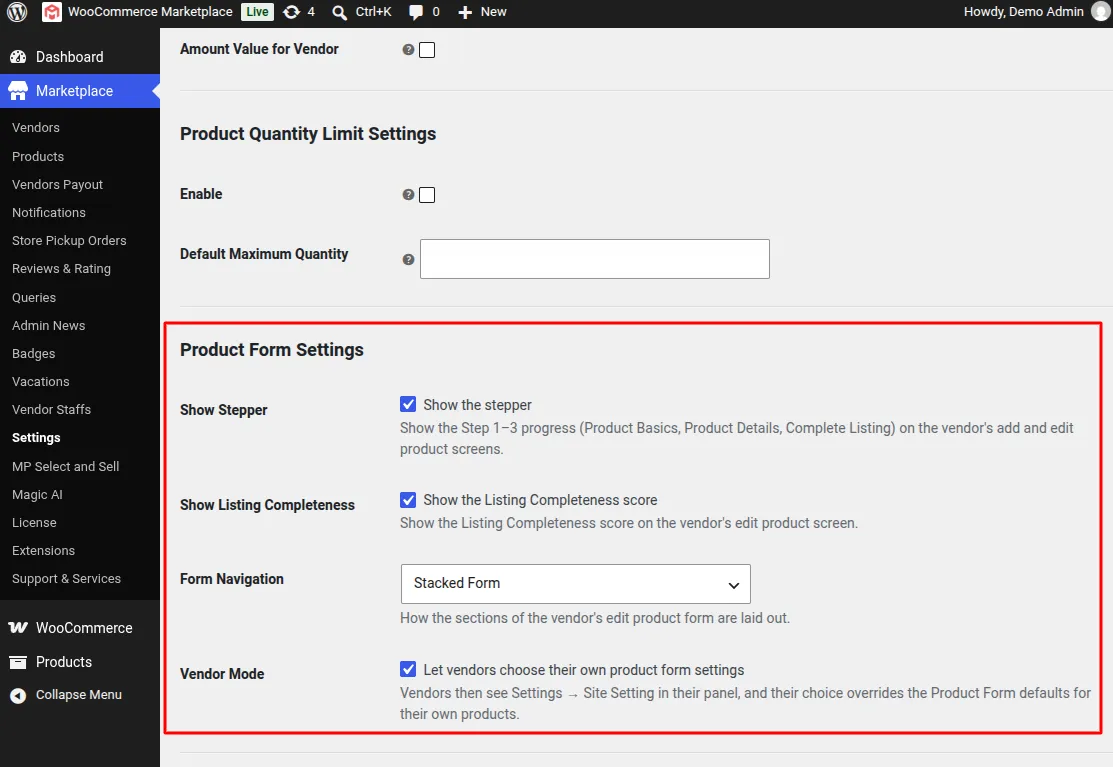 WooCommerce Marketplace Live 4 Ctrl+K 0 New Howdy, Demo Admin
Dashboard
Marketplace
Vendors
Products
Vendors Payout
Notifications
Store Pickup Orders
Reviews & Rating
Queries
Admin News
Badges
Vacations
Vendor Staffs
Settings
MP Select and Sell
Magic AI
License
Extensions
Support & Services
WooCommerce
Products
Collapse Menu
Amount Value for Vendor
Product Quantity Limit Settings
Enable
Default Maximum Quantity
Product Form Settings
Show Stepper
Show the stepper
Show the Step 1–3 progress (Product Basics, Product Details, Complete Listing) on the vendor's add and edit
product screens.
Show Listing Completeness
Show the Listing Completeness score
Show the Listing Completeness score on the vendor's edit product screen.
Form Navigation
Stacked Form
How the sections of the vendor's edit product form are laid out.
Vendor Mode
Let vendors choose their own product form settings
Vendors then see Settings → Site Setting in their panel, and their choice overrides the Product Form defaults for
their own products.